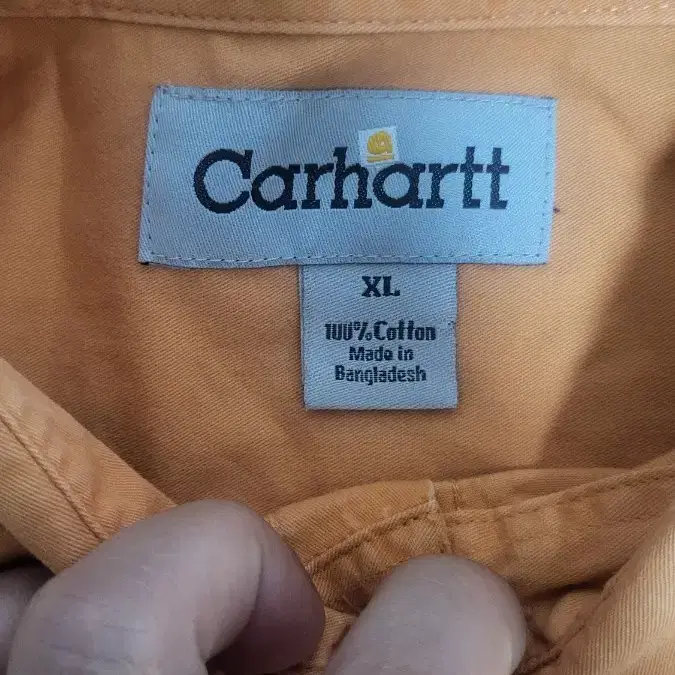 Carhartt
XL
100% Cotton
Made in
Bangladesh